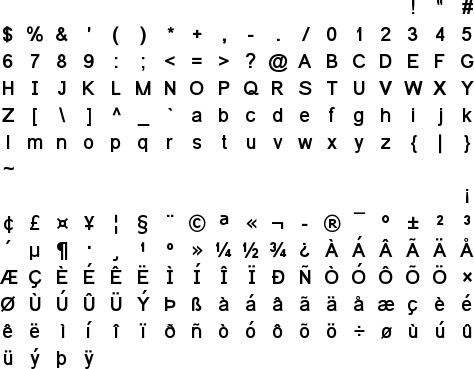 ! " #
$ % & ' ( ) * + , - . / 0 1 2 3 4 5
6 7 8 9 : ; < = > ? @ A B C D E F G
H I J K L M N O P Q R S T U V W X Y
Z [ \ ] ^ _ ` a b c d e f g h i j k
l m n o p q r s t u v w x y z { | }
~
¡
¢ £ ¤ ¥ ¦ § ¨ © ª « ¬ - ® ¯ ° ± ² ³
´ µ ¶ · ¸ ¹ º » ¼ ½ ¾ ¿ À Á Â Ã Ä Å
Æ Ç È É Ê Ë Ì Í Î Ï Ð Ñ Ò Ó Ô Õ Ö ×
Ø Ù Ú Û Ü Ý Þ ß à á â ã ä å æ ç è é
ê ë ì í î ï ð ñ ò ó ô õ ö ÷ ø ù ú û
ü ý þ ÿ